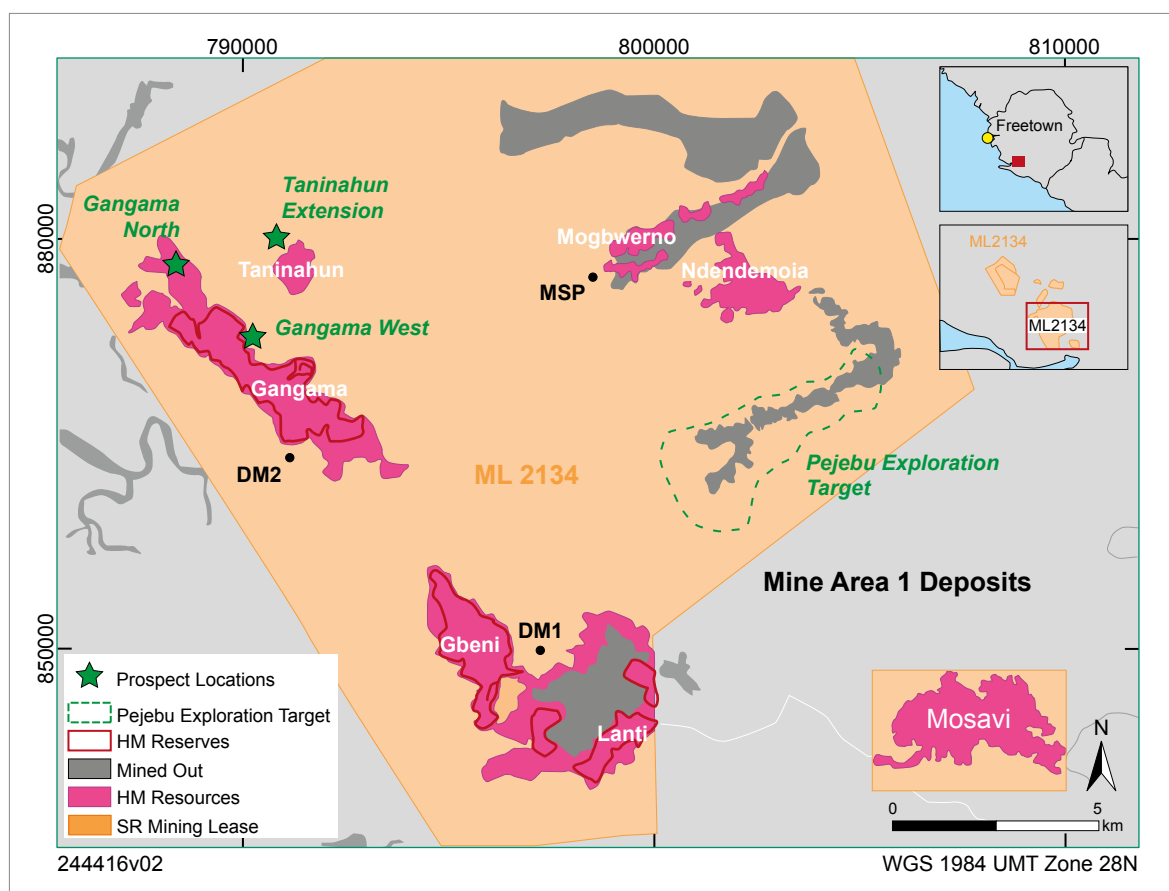 790000
800000
810000
880000
850000
Freetown
ML2134
ML2134
Gangama
North
Taninahun
Extension
Taninahun
Gangama West
Gangama
DM2
Mogbwerno
MSP
Ndendemoia
Pejebu Exploration
Target
ML 2134
Mine Area 1 Deposits
Gbeni
DM1
Lanti
Mosavi
N
0
5
km
Prospect Locations
Pejebu Exploration Target
HM Reserves
Mined Out
HM Resources
SR Mining Lease
244416v02
WGS 1984 UMT Zone 28N